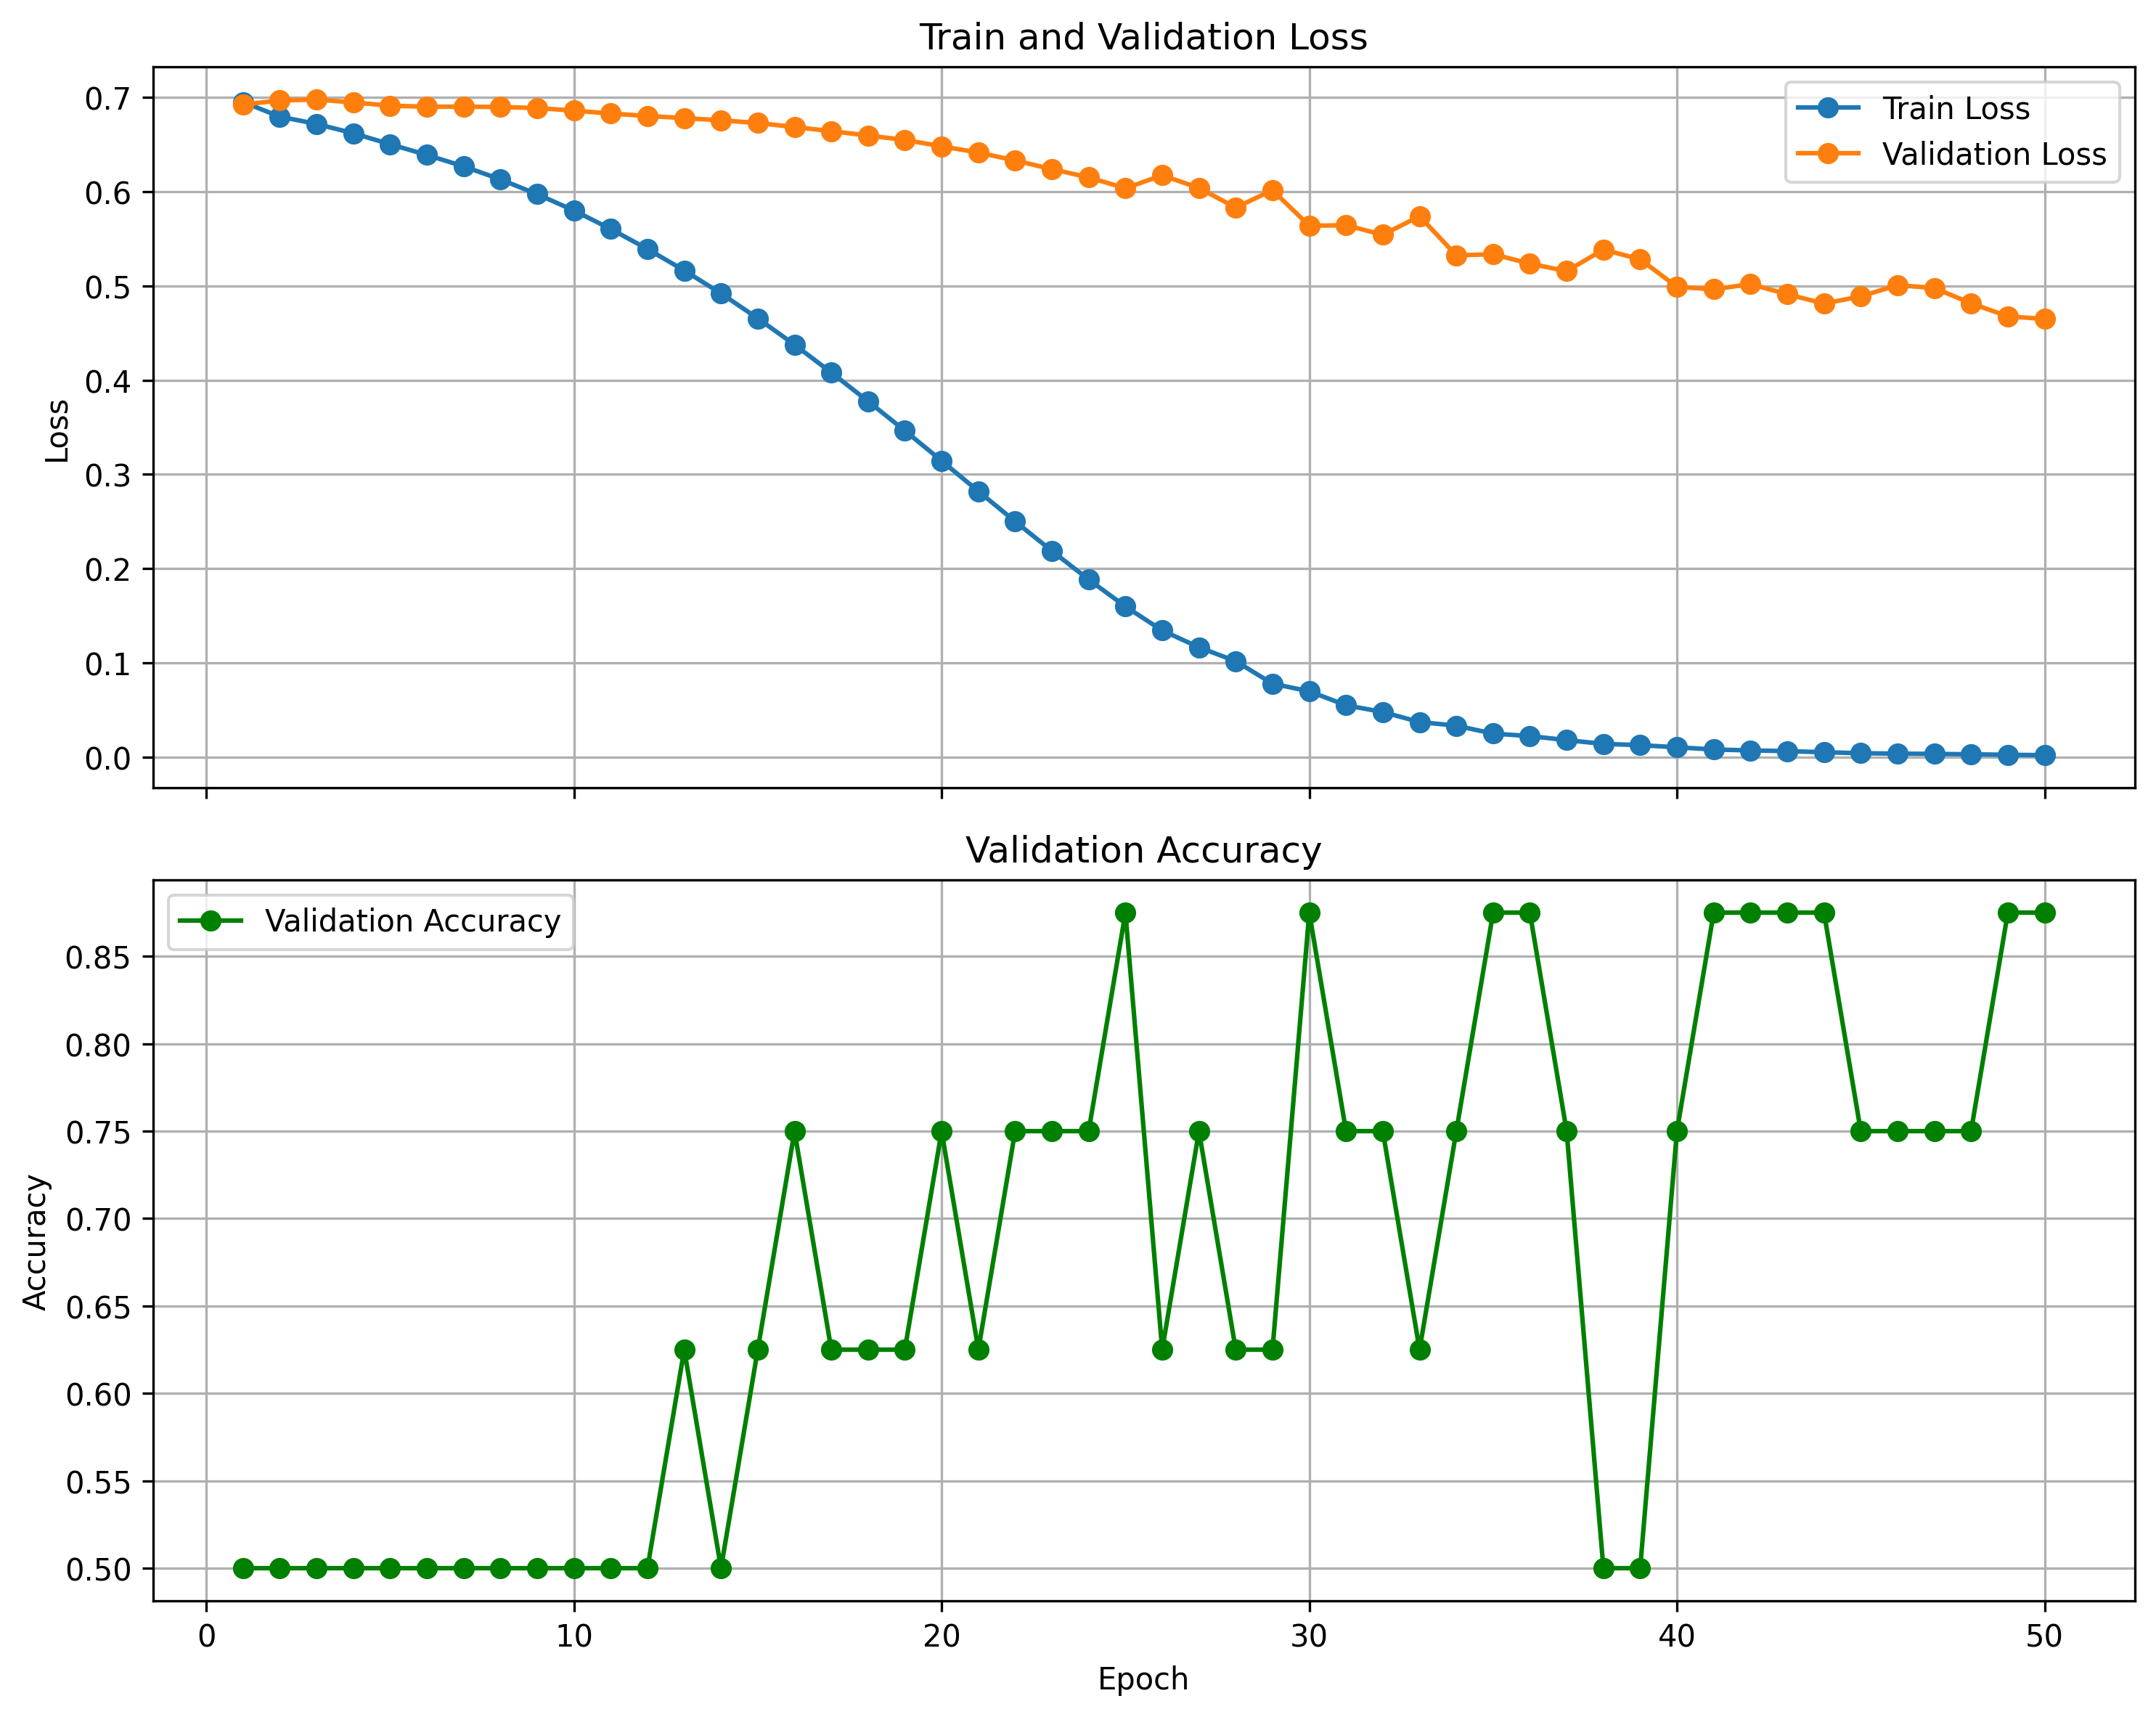 Train and Validation Loss
0.7
0.6
0.5
0.4
0.3
0.2
0.1
0.0
Loss
Train Loss
Validation Loss
Validation Accuracy
Validation Accuracy
0.85
0.80
0.75
0.70
0.65
0.60
0.55
0.50
Accuracy
0 10 20 30 40 50
Epoch